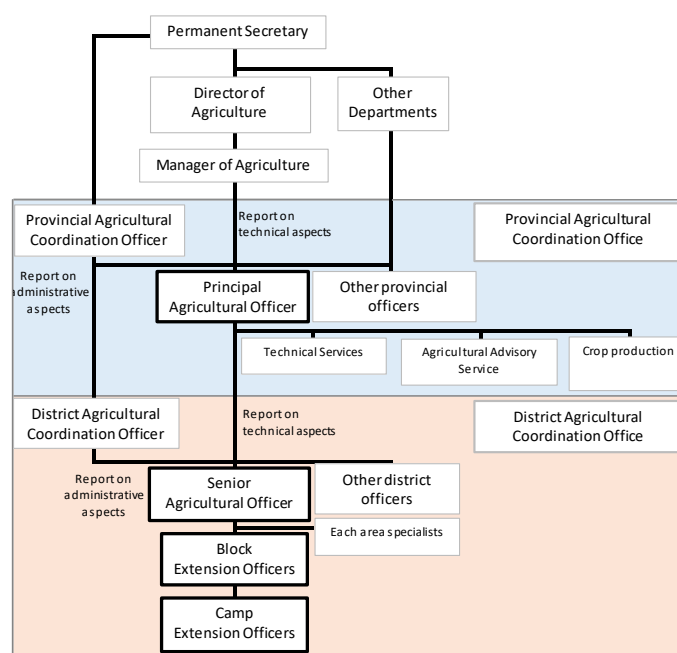 Permanent Secretary
Director of
Agriculture
Other
Departments
Manager of Agriculture
Provincial Agricultural
Coordination Officer
Report on
technical aspects
Provincial Agricultural
Coordination Office
Report on
administrative
aspects
Principal
Agricultural Officer
Other provincial
officers
Technical Services
Agricultural Advisory
Service
Crop production
District Agricultural
Coordination Officer
Report on
technical aspects
District Agricultural
Coordination Office
Report on
administrative
aspects
Senior
Agricultural Officer
Other district
officers
Each area specialists
Block
Extension Officers
Camp
Extension Officers